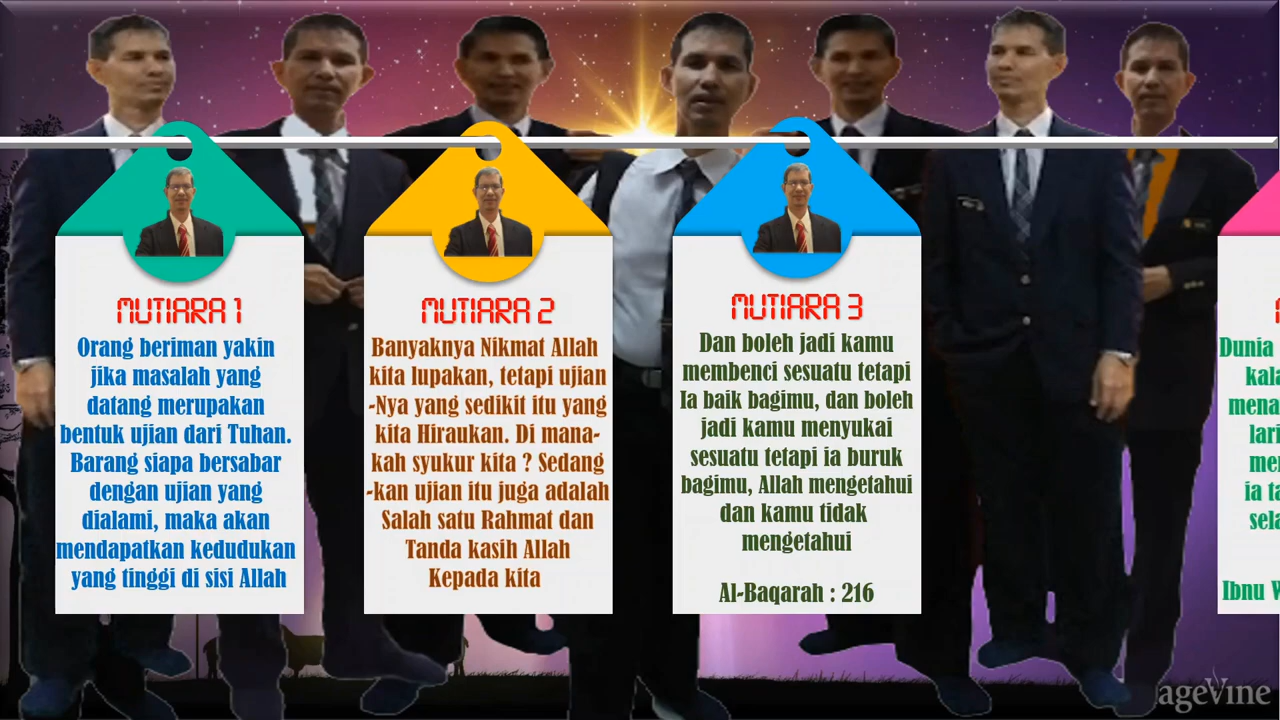 MUTIARA 1
Orang beriman yakin
jika masalah yang
datang merupakan
bentuk ujian dari Tuhan.
Barang siapa bersabar
dengan ujian yang
dialami, maka akan
mendapatkan kedudukan
yang tinggi di sisi Allah
MUTIARA 2
Banyaknya Nikmat Allah
kita lupakan, tetapi ujian
-Nya yang sedikit itu yang
kita Hiraukan. Di mana-
kah syukur kita ? Sedang
-kan ujian itu juga adalah
Salah satu Rahmat dan
Tanda kasih Allah
Kepada kita
MUTIARA 3
Dan boleh jadi kamu
membenci sesuatu tetapi
Ia baik bagimu, dan boleh
jadi kamu menyukai
sesuatu tetapi ia buruk
bagimu, Allah mengetahui
dan kamu tidak
mengetahui
Al-Baqarah : 216
Dunia
kala
mena
lari
men
ia ta
sela
Ibnu
ageVine